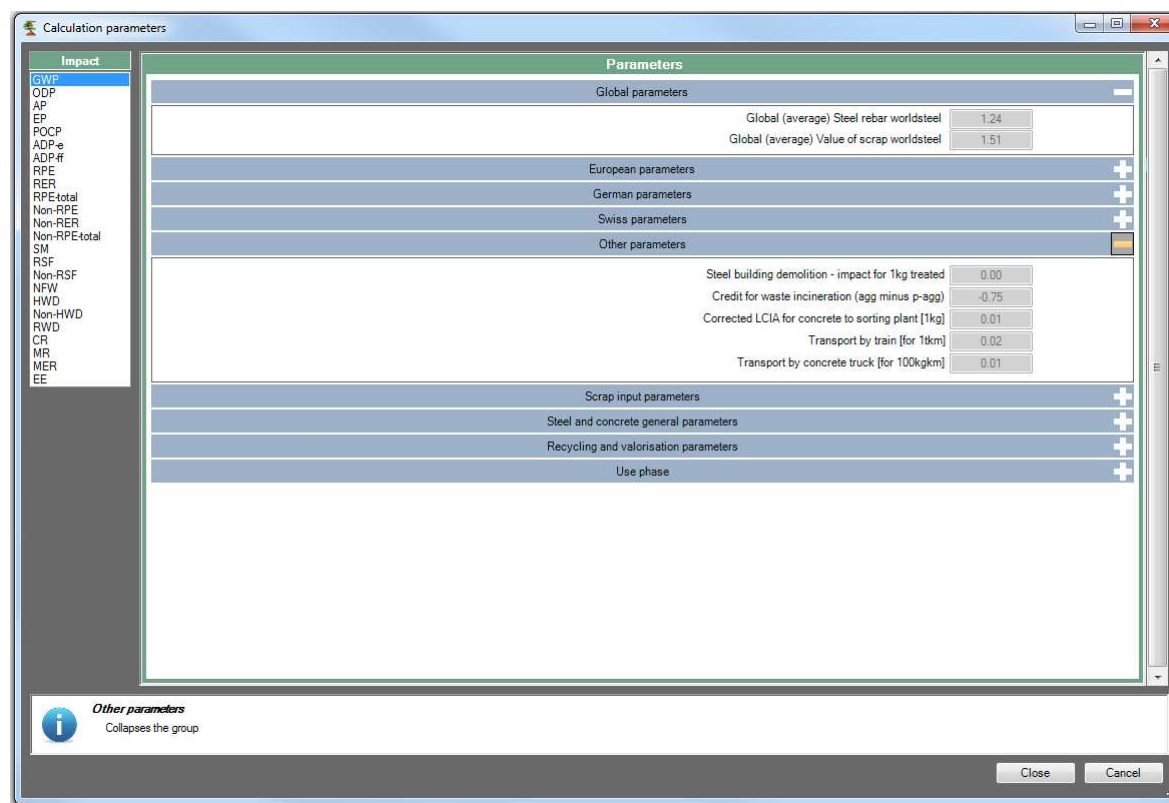 Calculation parameters
Impact
GWP
ODP
AP
EP
POCP
ADP-e
ADP-ff
RPE
RER
RPE-total
Non-RPE
Non-RER
Non-RPE-total
SM
RSF
Non-RSF
NFW
HWD
Non-HWD
RWD
CR
MR
MER
EE
Parameters
Global parameters
Global (average) Steel rebar worldsteel 1.24
Global (average) Value of scrap worldsteel 1.51
European parameters
German parameters
Swiss parameters
Other parameters
Steel building demolition - impact for 1kg treated 0.00
Credit for waste incineration (agg minus p-agg) -0.75
Corrected LCIA for concrete to sorting plant [1kg] 0.01
Transport by train [for 1tkm] 0.02
Transport by concrete truck [for 100kgkm] 0.01
Scrap input parameters
Steel and concrete general parameters
Recycling and valorisation parameters
Use phase
Other parameters
Collapses the group
Close Cancel